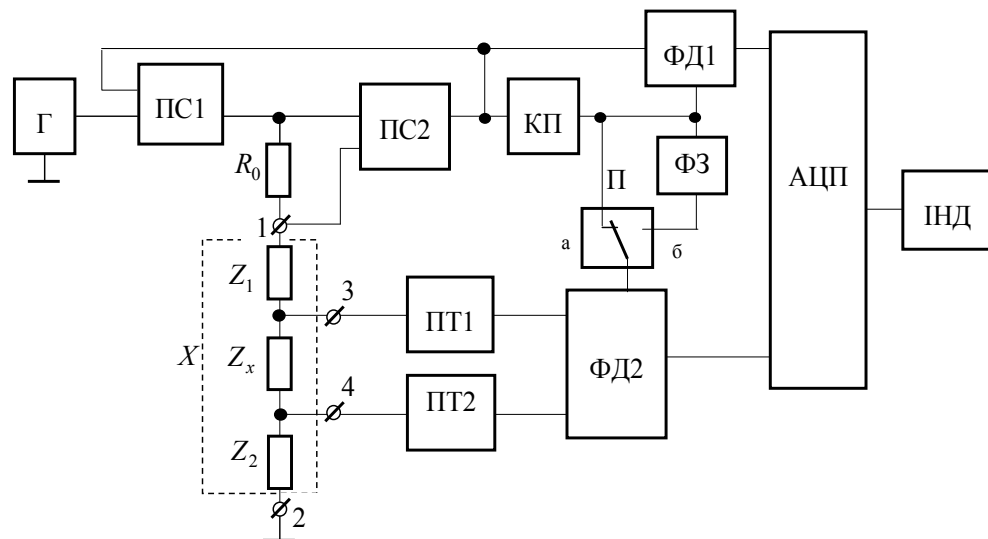 ФД1
Г
ПС1
ПС2
КП
АЦП
ФЗ
ІНД
R₀
П
1
а
б
Z₁
3
ПТ1
X
Zₓ
ФД2
4
ПТ2
Z₂
2